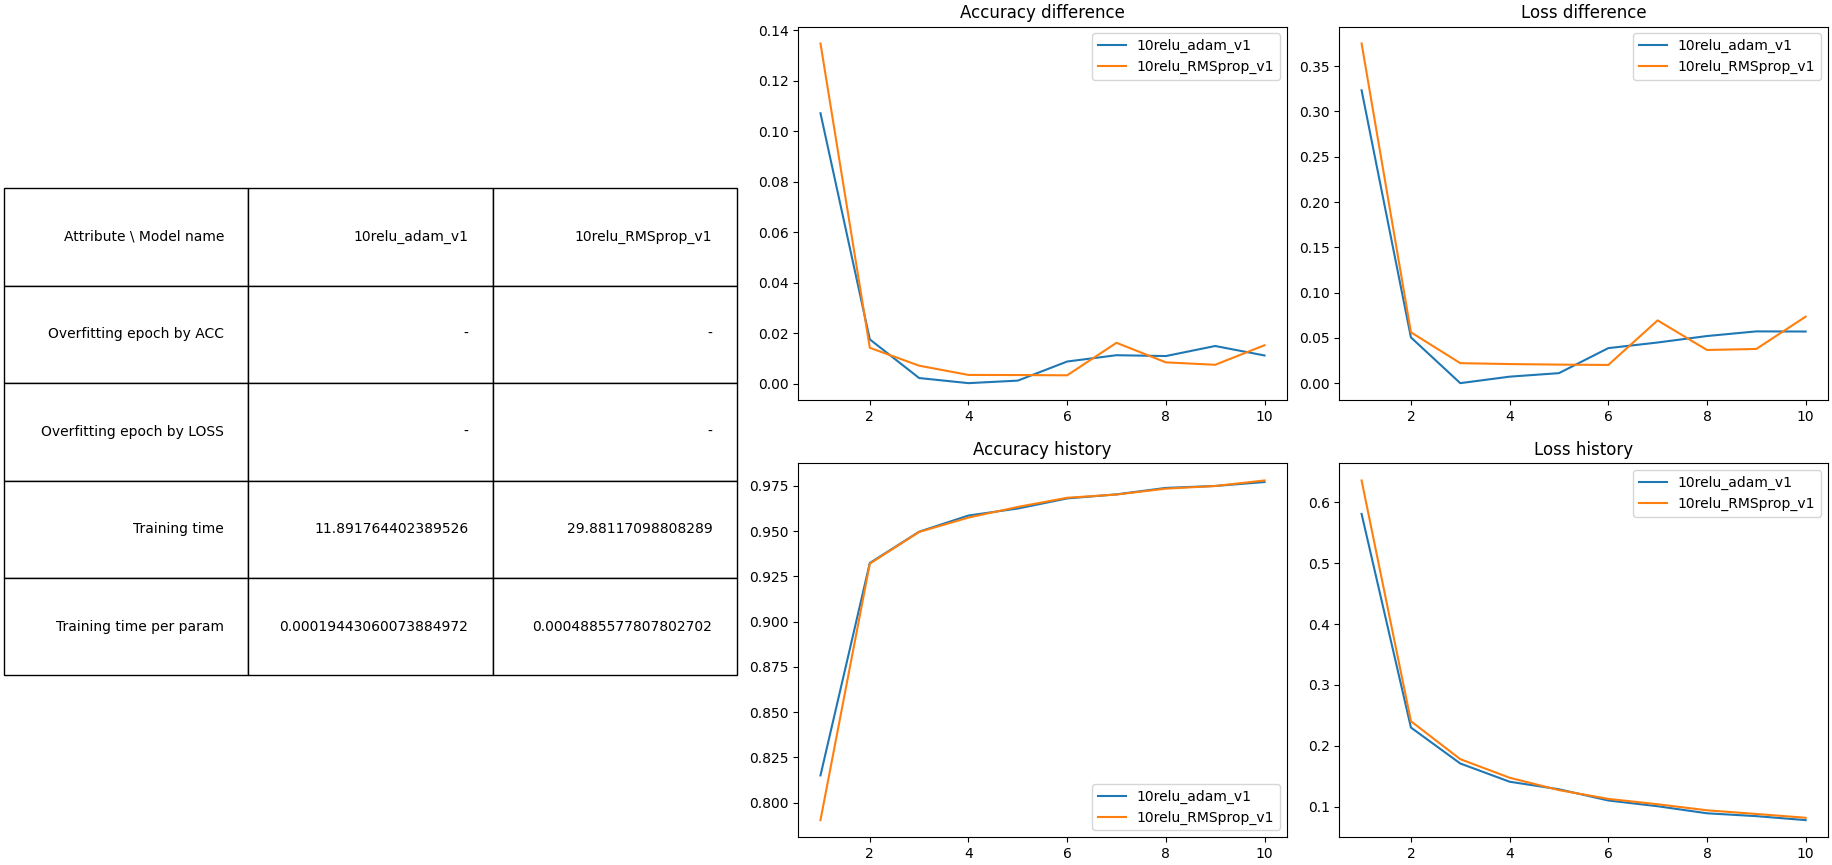 Attribute \ Model name 10relu_adam_v1 10relu_RMSprop_v1
Overfitting epoch by ACC - -
Overfitting epoch by LOSS - -
Training time 11.891764402389526 29.88117098808289
Training time per param 0.00019443060073884972 0.0004885577807802702
Accuracy difference
10relu_adam_v1
10relu_RMSprop_v1
0.14
0.12
0.10
0.08
0.06
0.04
0.02
0.00
2 4 6 8 10
Loss difference
10relu_adam_v1
10relu_RMSprop_v1
0.35
0.30
0.25
0.20
0.15
0.10
0.05
0.00
2 4 6 8 10
Accuracy history
0.975
0.950
0.925
0.900
0.875
0.850
0.825
0.800
10relu_adam_v1
10relu_RMSprop_v1
2 4 6 8 10
Loss history
10relu_adam_v1
10relu_RMSprop_v1
0.6
0.5
0.4
0.3
0.2
0.1
2 4 6 8 10